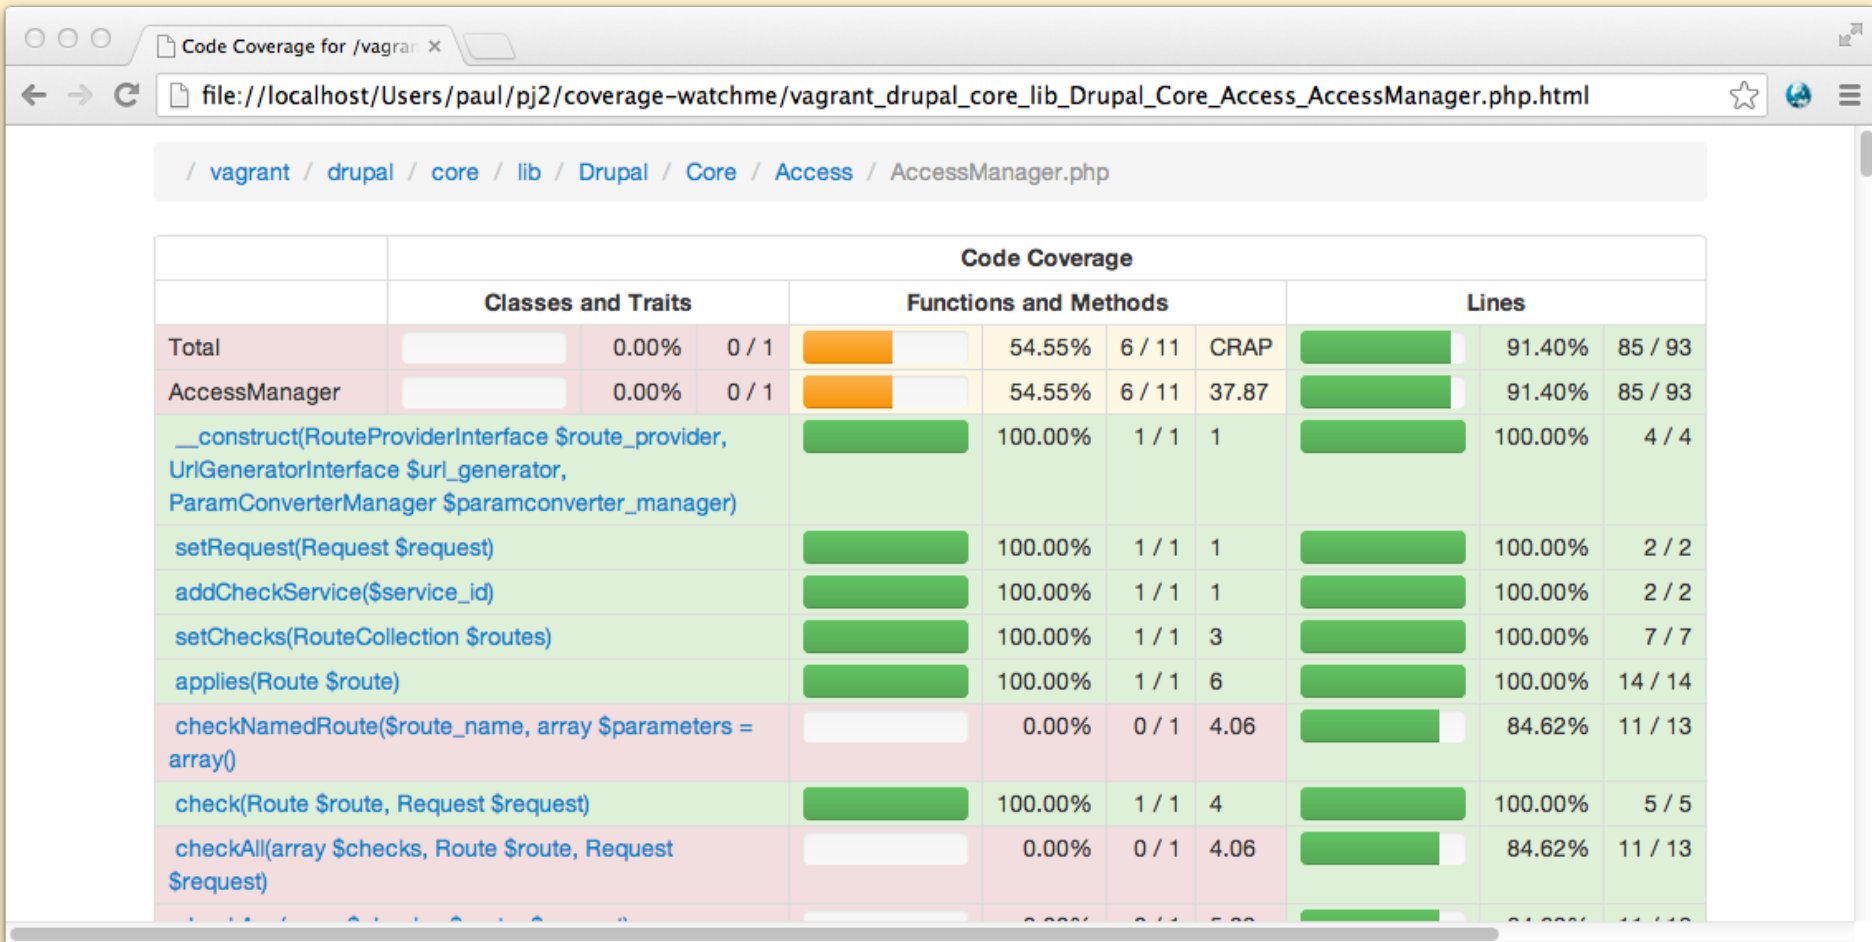 Code Coverage for /vagrar
file://localhost/Users/paul/pj2/coverage-watchme/vagrant_drupal_core_lib_Drupal_Core_Access_AccessManager.php.html
/ vagrant / drupal / core / lib / Drupal / Core / Access / AccessManager.php
Code Coverage
Classes and Traits Functions and Methods Lines
Total 0.00% 0 / 1 54.55% 6 / 11 CRAP 91.40% 85 / 93
AccessManager 0.00% 0 / 1 54.55% 6 / 11 37.87 91.40% 85 / 93
__construct(RouteProviderInterface $route_provider, 100.00% 1 / 1 1 100.00% 4 / 4
UrlGeneratorInterface $url_generator,
ParamConverterManager $paramconverter_manager)
setRequest(Request $request) 100.00% 1 / 1 1 100.00% 2 / 2
addCheckService($service_id) 100.00% 1 / 1 1 100.00% 2 / 2
setChecks(RouteCollection $routes) 100.00% 1 / 1 3 100.00% 7 / 7
applies(Route $route) 100.00% 1 / 1 6 100.00% 14 / 14
checkNamedRoute($route_name, array $parameters = 0.00% 0 / 1 4.06 84.62% 11 / 13
array()
check(Route $route, Request $request) 100.00% 1 / 1 4 100.00% 5 / 5
checkAll(array $checks, Route $route, Request 0.00% 0 / 1 4.06 84.62% 11 / 13
$request)